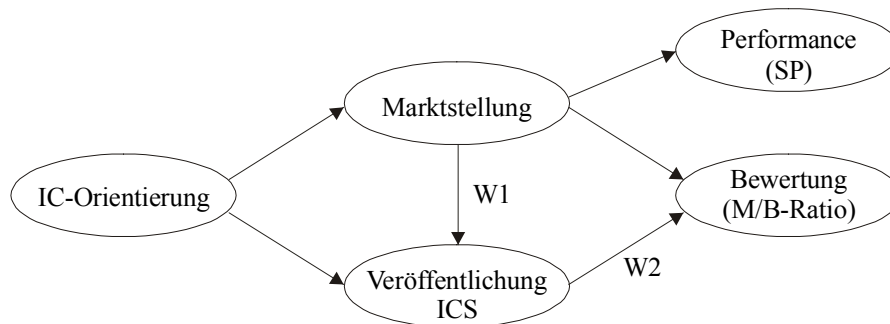 Performance
(SP)
Marktstellung
IC-Orientierung
W1
Bewertung
(M/B-Ratio)
Veröffentlichung
ICS
W2